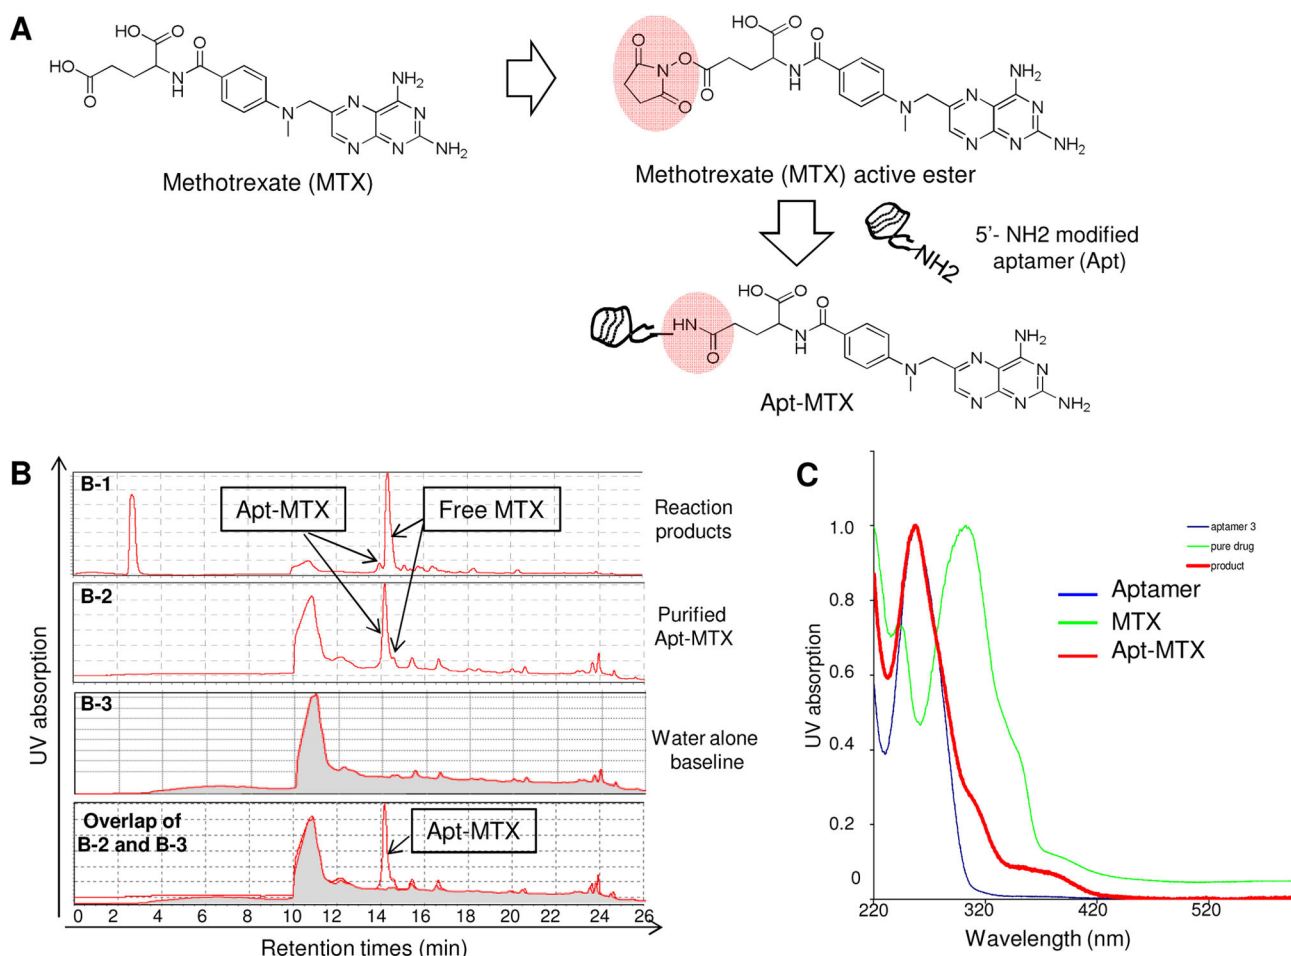 A
HO
O
HO
O
O
N
H
N
N
N
NH2
N
N
NH2
Methotrexate (MTX)
O
N
O
O
O
HO
O
N
H
O
N
N
N
NH2
N
N
NH2
Methotrexate (MTX) active ester
NH2
5'- NH2 modified
aptamer (Apt)
HN
O
HO
O
N
H
O
N
N
N
NH2
N
N
NH2
Apt-MTX
B
UV absorption
B-1
Apt-MTX
Free MTX
Reaction
products
B-2
Purified
Apt-MTX
B-3
Water alone
baseline
Overlap of
B-2 and B-3
Apt-MTX
0 2 4 6 8 10 12 14 16 18 20 22 24 26
Retention times (min)
C
UV absorption
1.0
0.8
0.6
0.4
0.2
0
aptamer 3
pure drug
product
Aptamer
MTX
Apt-MTX
220 320 420 520
Wavelength (nm)